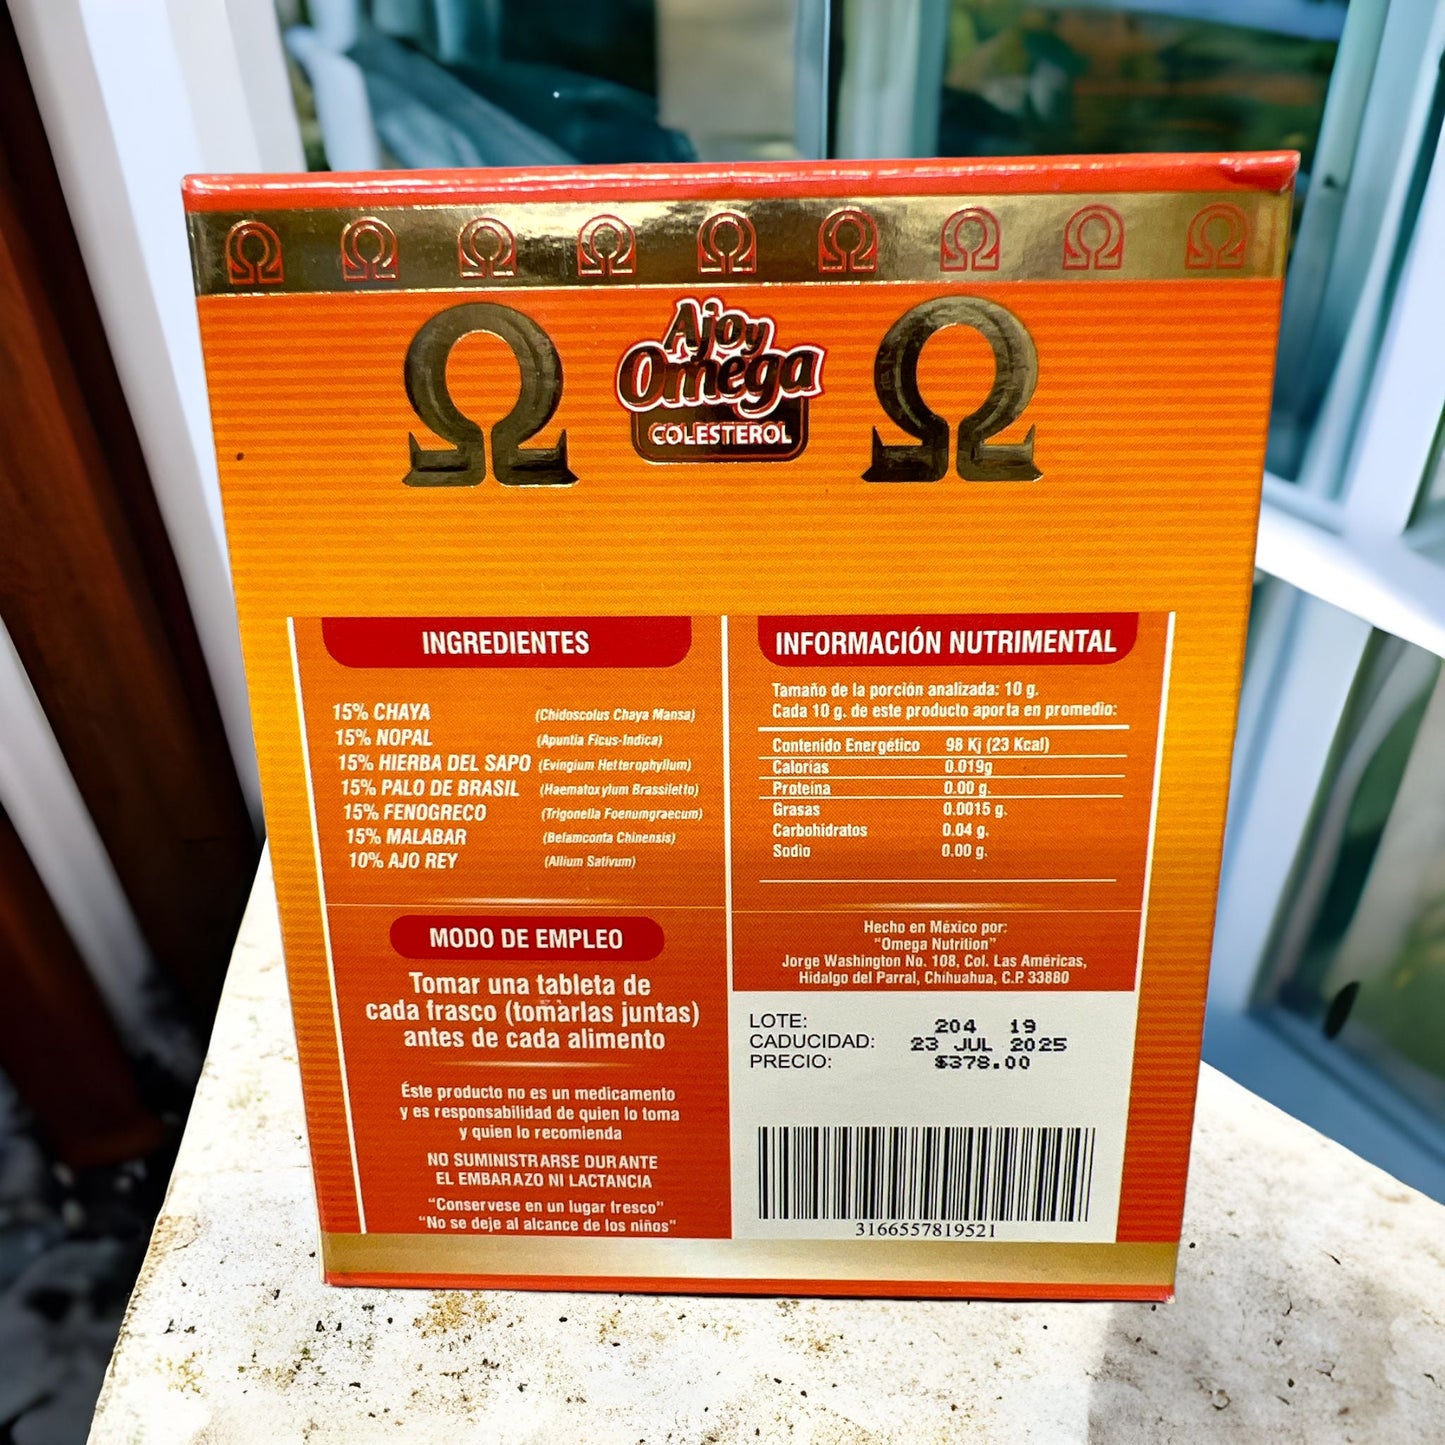 Ajo y
Omega
COLESTEROL
INGREDIENTES
15% CHAYA (Chidoscolus Chaya Mansa)
15% NOPAL (Apuntia Ficus-Indica)
15% HIERBA DEL SAPO (Evingium Hetterophyllum)
15% PALO DE BRASIL (Haematoxylum Brassiletto)
15% FENOGRECO (Trigonella Foenumgraecum)
15% MALABAR (Belamconta Chinensis)
10% AJO REY (Allium Sativum)
MODO DE EMPLEO
Tomar una tableta de
cada frasco (tomarlas juntas)
antes de cada alimento
Éste producto no es un medicamento
y es responsabilidad de quien lo toma
y quien lo recomienda
NO SUMINISTRARSE DURANTE
EL EMBARAZO NI LACTANCIA
"Conservese en un lugar fresco"
"No se deje al alcance de los niños"
INFORMACIÓN NUTRIMENTAL
Tamaño de la porción analizada: 10 g.
Cada 10 g. de este producto aporta en promedio:
Contenido Energético 98 Kj (23 Kcal)
Calorías 0.019g
Proteína 0.00 g.
Grasas 0.0015 g.
Carbohidratos 0.04 g.
Sodio 0.00 g.
Hecho en México por:
"Omega Nutrition"
Jorge Washington No. 108, Col. Las Américas,
Hidalgo del Parral, Chihuahua, C.P. 33880
LOTE: 204 19
CADUCIDAD: 23 JUL 2025
PRECIO: $378.00
3166557819521